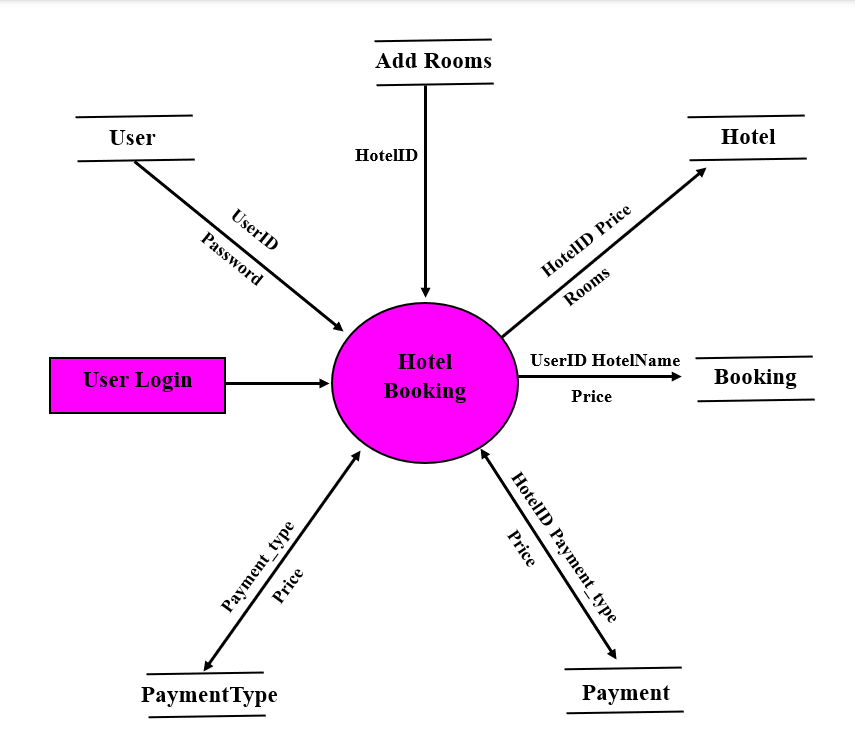 Add Rooms
User
Hotel
HotelID
UserID
Password
HotelID Price
Rooms
User Login
Hotel
Booking
UserID HotelName
Price
Booking
Payment_type
Price
HotelID Payment_type
Price
PaymentType
Payment